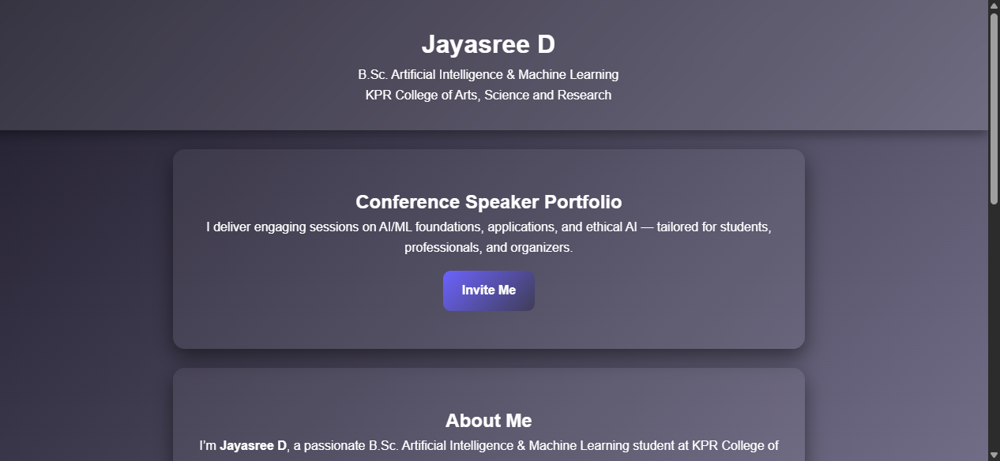 Jayasree D
B.Sc. Artificial Intelligence & Machine Learning
KPR College of Arts, Science and Research
Conference Speaker Portfolio
I deliver engaging sessions on AI/ML foundations, applications, and ethical AI — tailored for students,
professionals, and organizers.
Invite Me
About Me
I’m Jayasree D, a passionate B.Sc. Artificial Intelligence & Machine Learning student at KPR College of